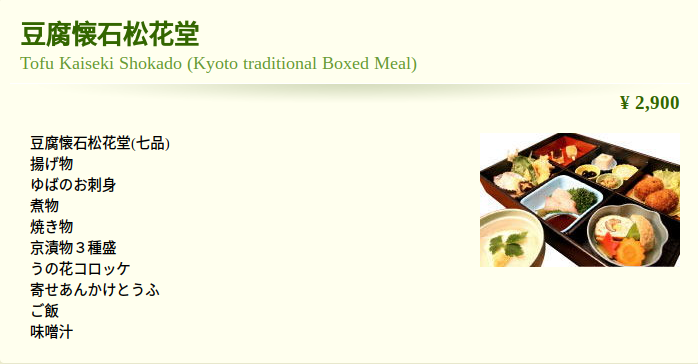 豆腐懐石松花堂
Tofu Kaiseki Shokado (Kyoto traditional Boxed Meal)
¥ 2,900
豆腐懐石松花堂(七品)
揚げ物
ゆばのお刺身
煮物
焼き物
京漬物３種盛
うの花コロッケ
寄せあんかけとうふ
ご飯
味噌汁